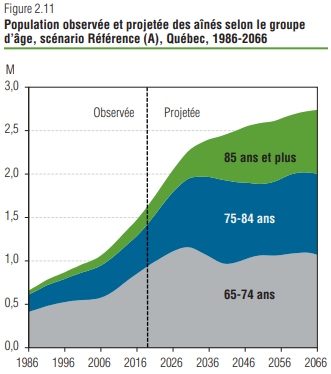 Figure 2.11
Population observée et projetée des aînés selon le groupe
d'âge, scénario Référence (A), Québec, 1986-2066
M
3,0
Observée Projetée
2,5
85 ans et plus
2,0
1,5
75-84 ans
1,0
65-74 ans
0,5
0,0
1986 1996 2006 2016 2026 2036 2046 2056 2066